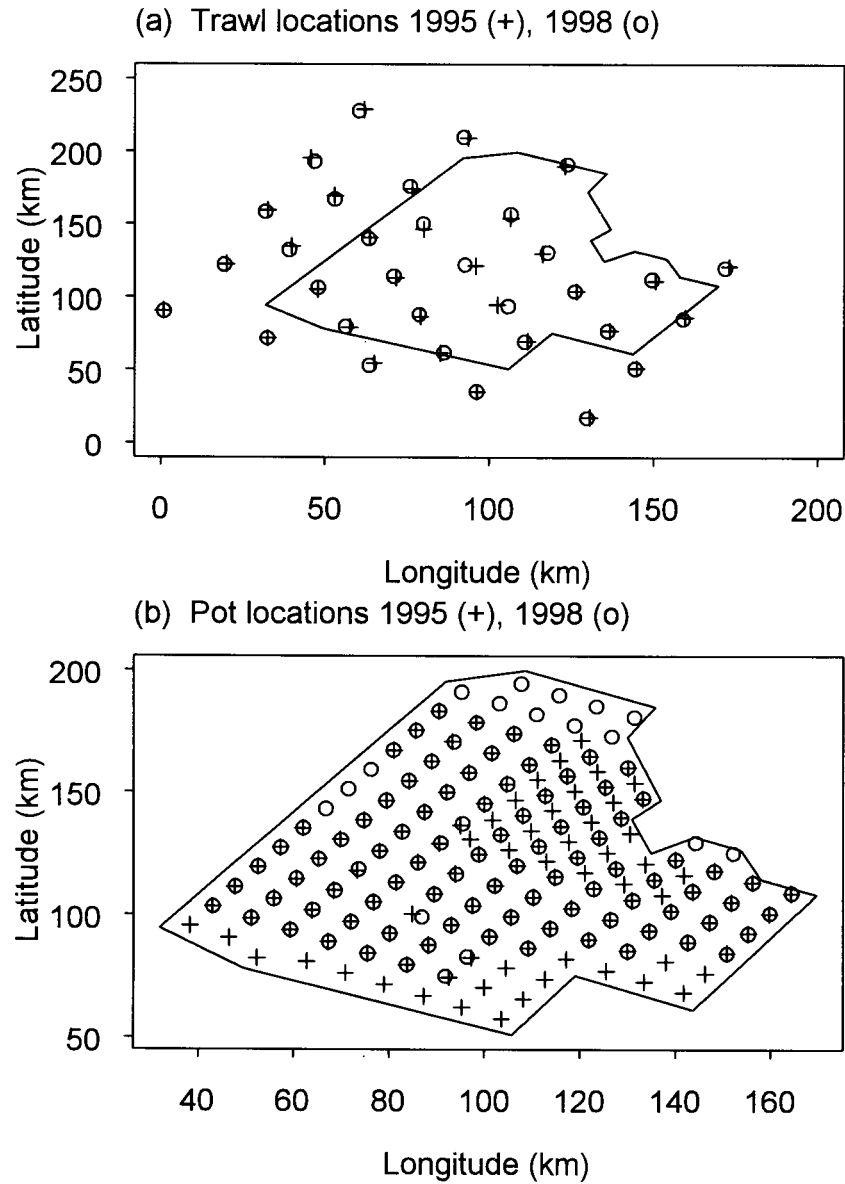 (a) Trawl locations 1995 (+), 1998 (o)
250
200
150
100
50
0
Latitude (km)
0 50 100 150 200
Longitude (km)
(b) Pot locations 1995 (+), 1998 (o)
200
150
100
50
Latitude (km)
40 60 80 100 120 140 160
Longitude (km)